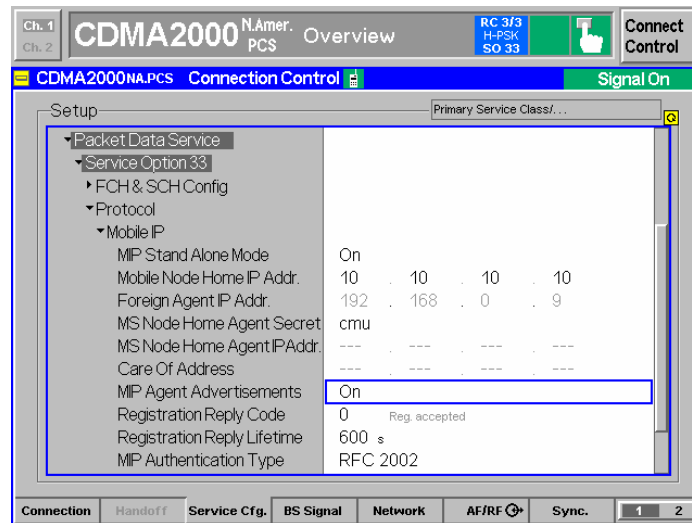 Ch. 1
Ch. 2
CDMA2000 N.Amer. PCS Overview
RC 3/3
H-PSK
SO 33
Connect Control
CDMA2000 NA.PCS Connection Control
Signal On
Setup
Primary Service Class/...
Packet Data Service
Service Option 33
FCH & SCH Config
Protocol
Mobile IP
MIP Stand Alone Mode On
Mobile Node Home IP Addr. 10 . 10 . 10 . 10
Foreign Agent IP Addr. 192 . 168 . 0 . 9
MS Node Home Agent Secret cmu
MS Node Home Agent IP Addr. --- . --- . --- . ---
Care Of Address --- . --- . --- . ---
MIP Agent Advertisements On
Registration Reply Code 0 Reg. accepted
Registration Reply Lifetime 600 s
MIP Authentication Type RFC 2002
Connection Handoff Service Cfg. BS Signal Network AF/RF Sync. 1 2